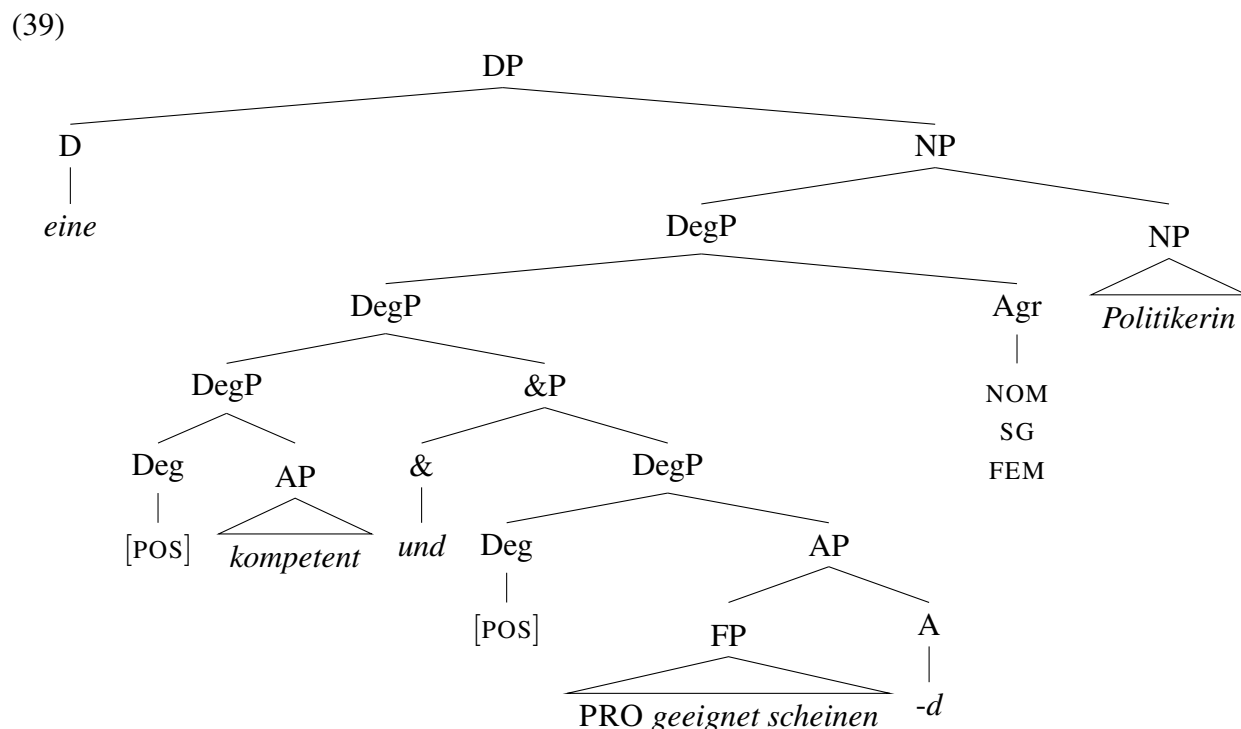 (39)
DP
D NP
eine DegP NP
DegP Agr Politikerin
DegP &P NOM
SG
Deg AP & DegP FEM
[POS] kompetent und Deg AP
[POS] FP A
PRO geeignet scheinen -d